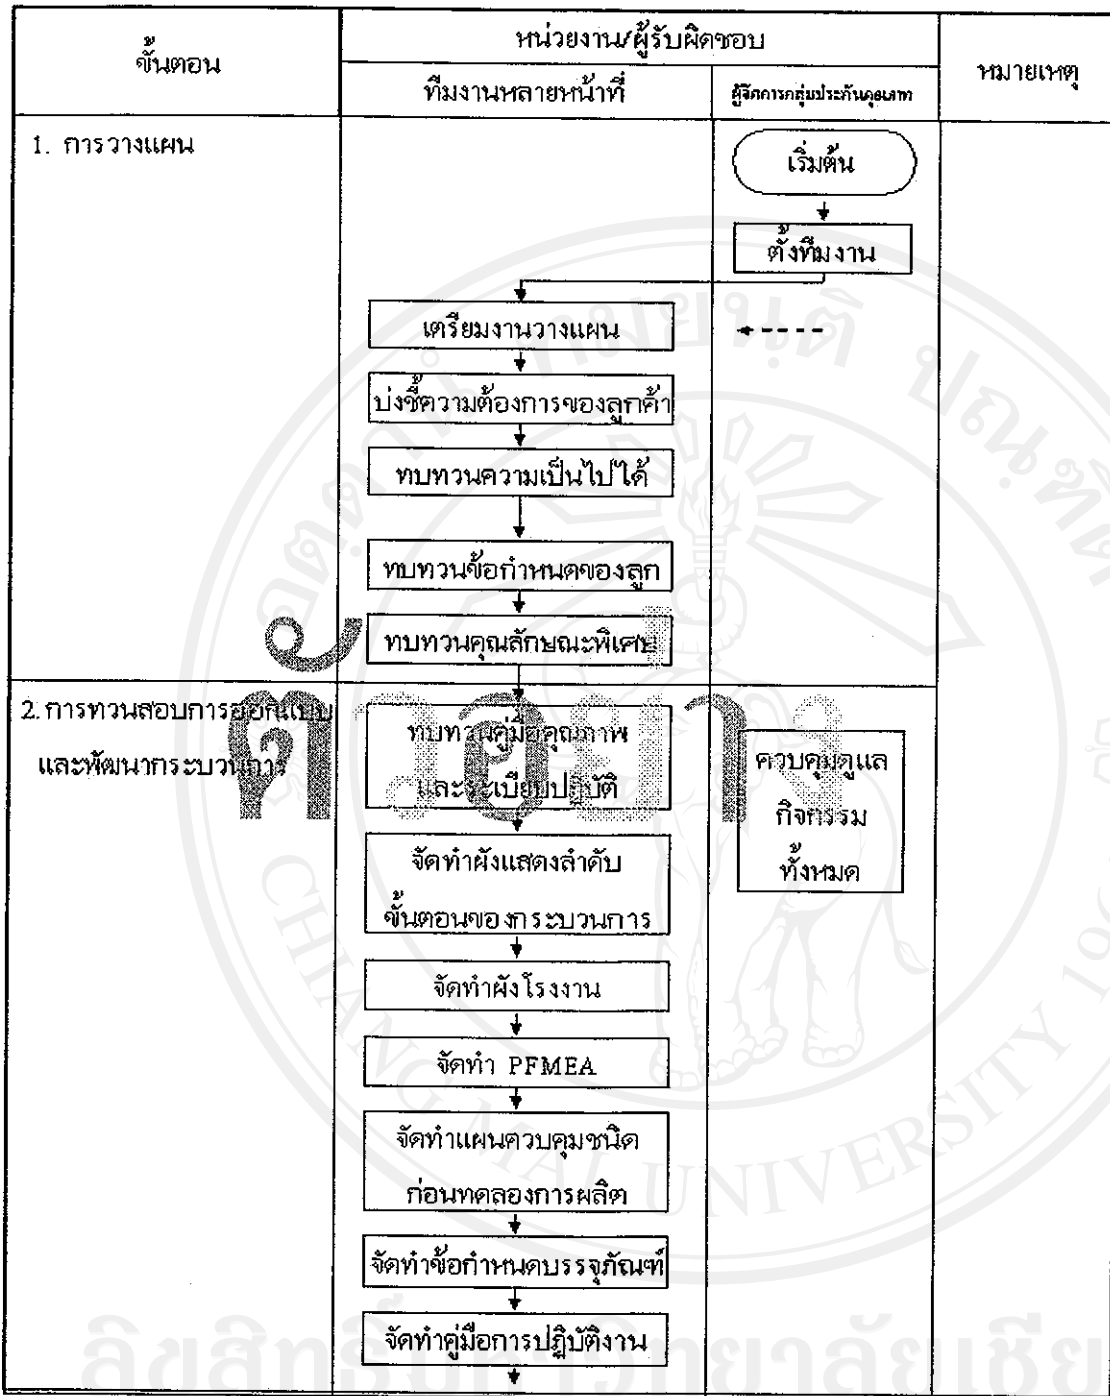 ขั้นตอน
หน่วยงาน/ผู้รับผิดชอบ
หมายเหตุ
ทีมงานหลายหน้าที่
ผู้จัดการกลุ่มประกันคุณภาพ
1. การวางแผน
เริ่มต้น
ตั้งทีมงาน
เตรียมงานวางแผน
บ่งชี้ความต้องการของลูกค้า
ทบทวนความเป็นไปได้
ทบทวนข้อกำหนดของลูก
ทบทวนคุณลักษณะพิเศษ
2. การทวนสอบการออกแบบ
และพัฒนากระบวนการ
ทบทวนคู่มือคุณภาพ
และระเบียบปฏิบัติ
ควบคุมดูแล
กิจกรรม
ทั้งหมด
จัดทำผังแสดงลำดับ
ขั้นตอนของกระบวนการ
จัดทำผังโรงงาน
จัดทำ PFMEA
จัดทำแผนควบคุมชนิด
ก่อนทดลองการผลิต
จัดทำข้อกำหนดบรรจุภัณฑ์
จัดทำคู่มือการปฏิบัติงาน
ตัวอย่าง
CHIANG MAI UNIVERSITY